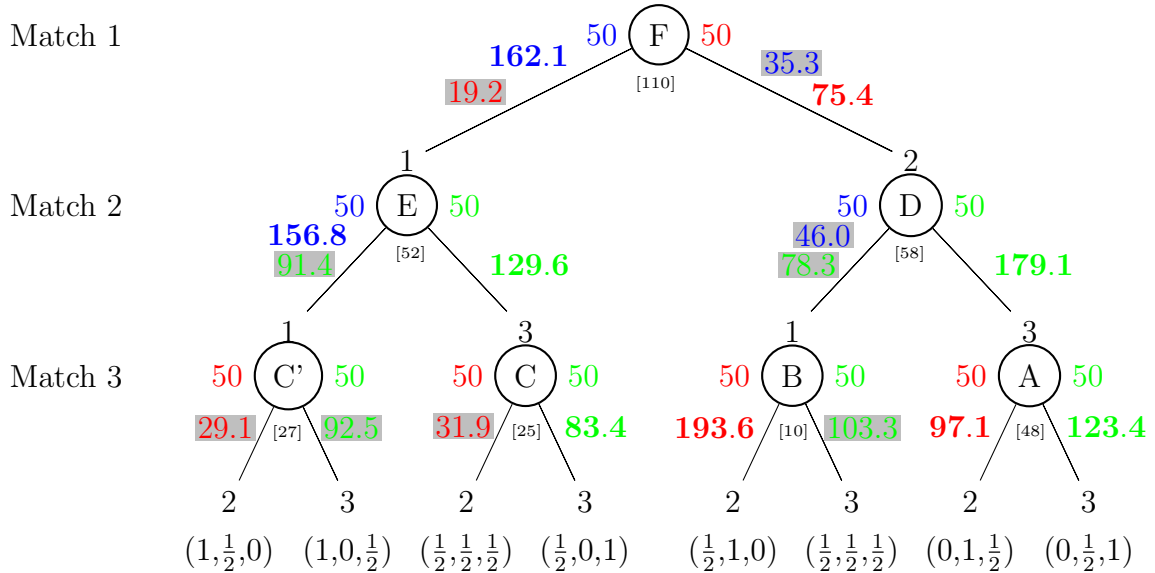 Match 1 50 F 50
162.1 35.3
19.2 [110] 75.4
1 2
Match 2 50 E 50 50 D 50
156.8 [52] 46.0 [58]
91.4 129.6 78.3 179.1
1 3 1 3
Match 3 50 C' 50 50 C 50 50 B 50 50 A 50
29.1 [27] 92.5 31.9 [25] 83.4 193.6 [10] 103.3 97.1 [48] 123.4
2 3 2 3 2 3 2 3
(1,½,0) (1,0,½) (½,½,½) (½,0,1) (½,1,0) (½,½,½) (0,1,½) (0,½,1)